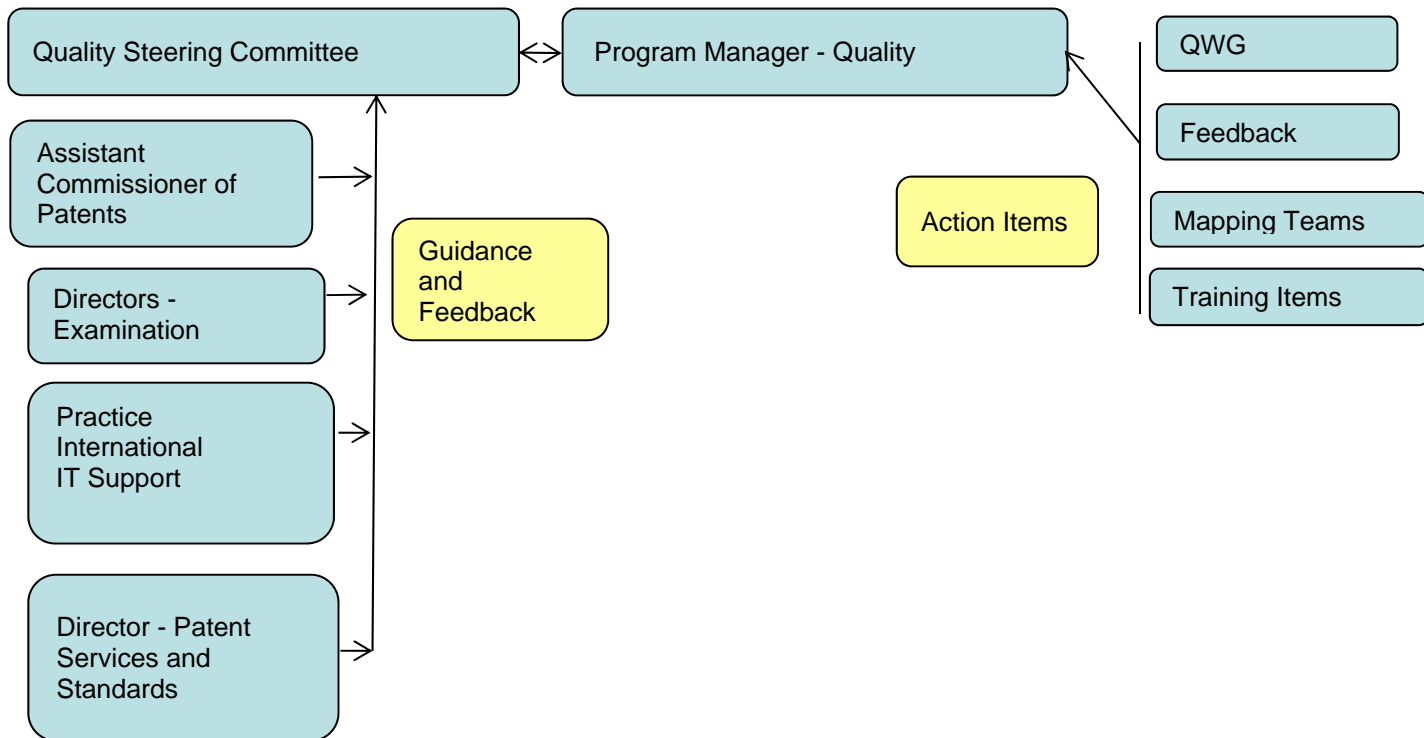 Quality Steering Committee
Program Manager - Quality
QWG
Feedback
Mapping Teams
Training Items
Action Items
Assistant
Commissioner of
Patents
Directors -
Examination
Practice
International
IT Support
Director - Patent
Services and
Standards
Guidance
and
Feedback